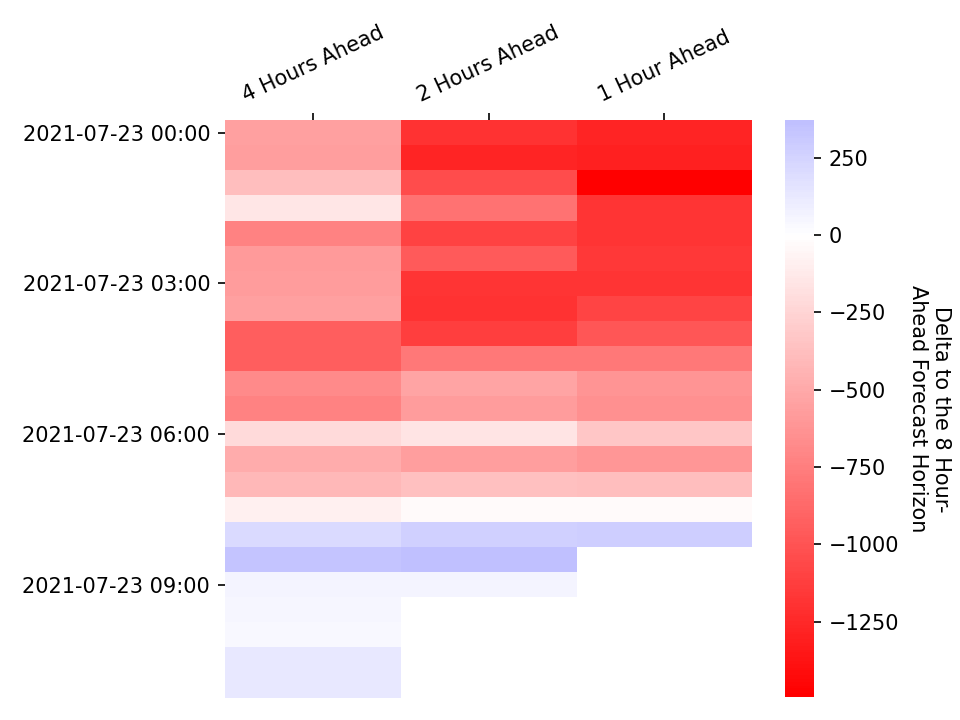 4 Hours Ahead
2 Hours Ahead
1 Hour Ahead
2021-07-23 00:00
2021-07-23 03:00
2021-07-23 06:00
2021-07-23 09:00
250
0
−250
−500
−750
−1000
−1250
Delta to the 8 Hour-
Ahead Forecast Horizon